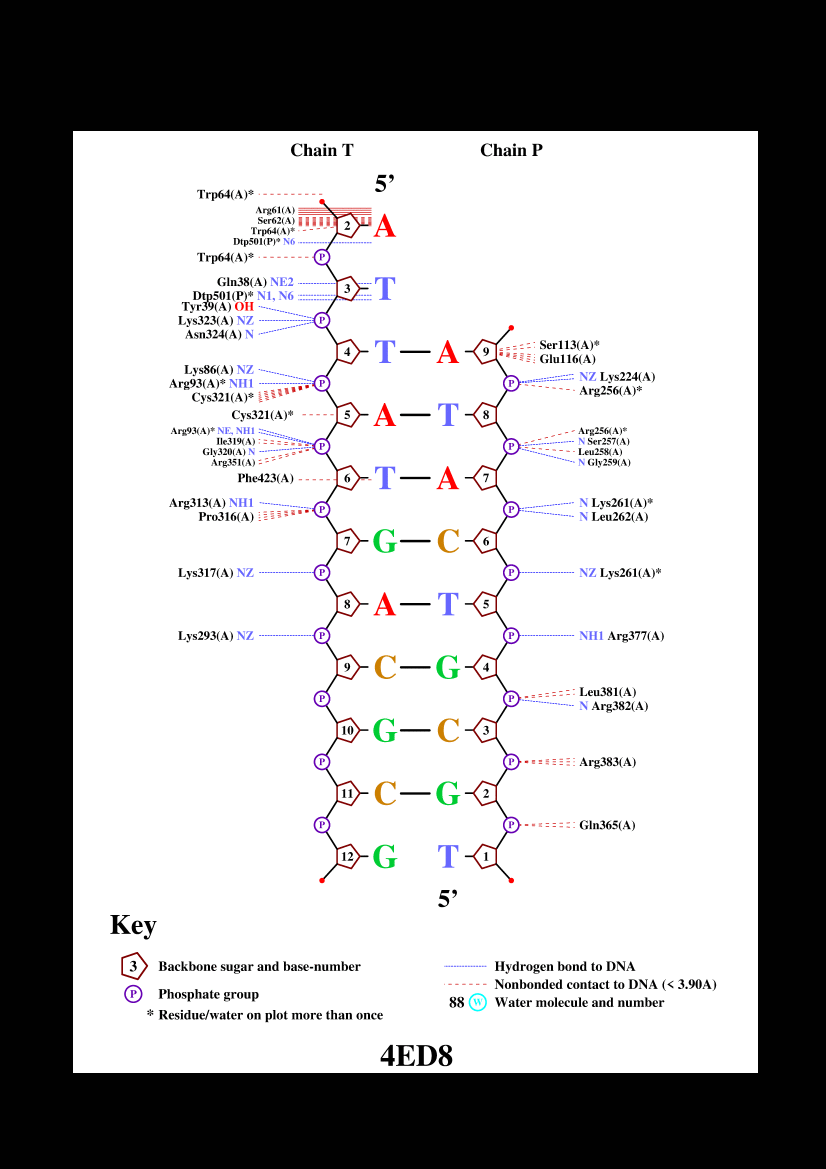 Chain T Chain P
5’
Trp64(A)*
Arg61(A)
Ser62(A)
Trp64(A)*
2 A
Dtp501(P)* N6
Trp64(A)* P
Gln38(A) NE2
3 T
Dtp501(P)* N1, N6
Tyr39(A) OH
Lys323(A) NZ P
Asn324(A) N
4 T A 9 Ser113(A)*
Glu116(A)
Lys86(A) NZ NZ Lys224(A)
Arg93(A)* NH1 P P
Cys321(A)* Arg256(A)*
Cys321(A)* 5 A T 8
Arg93(A)* NE, NH1 Arg256(A)*
Ile319(A) P P N Ser257(A)
Gly320(A) N Leu258(A)
Arg351(A) N Gly259(A)
Phe423(A) 6 T A 7
Arg313(A) NH1 P P N Lys261(A)*
Pro316(A) N Leu262(A)
7 G C 6
Lys317(A) NZ P P NZ Lys261(A)*
8 A T 5
Lys293(A) NZ P P NH1 Arg377(A)
9 C G 4
P P Leu381(A)
N Arg382(A)
10 G C 3
P P Arg383(A)
11 C G 2
P P Gln365(A)
12 G T 1
5’
Key
3 Backbone sugar and base-number Hydrogen bond to DNA
Nonbonded contact to DNA (< 3.90A)
P Phosphate group 88 W Water molecule and number
* Residue/water on plot more than once
4ED8